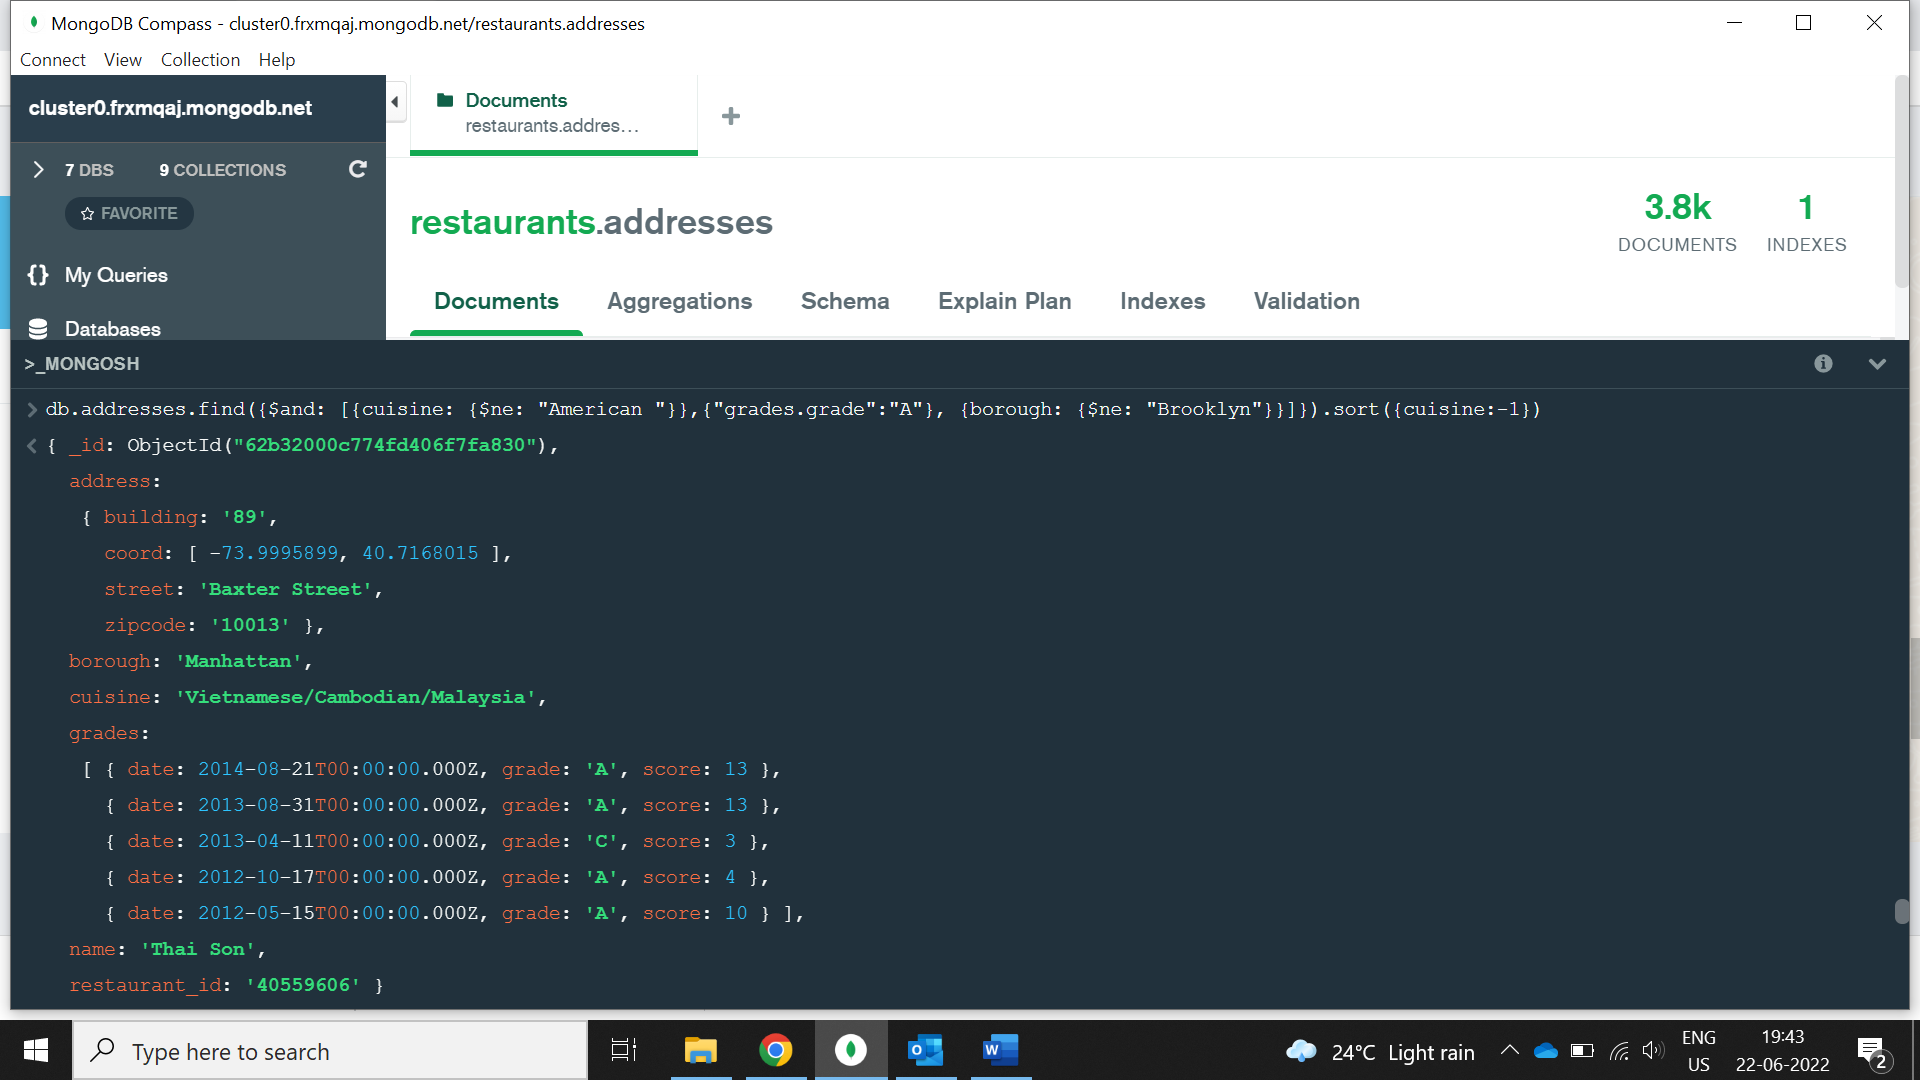 MongoDB Compass - cluster0.frxmqaj.mongodb.net/restaurants.addresses
Connect View Collection Help
cluster0.frxmqaj.mongodb.net
Documents
restaurants.addres...
7 DBS 9 COLLECTIONS
FAVORITE
My Queries
Databases
restaurants.addresses
3.8k
DOCUMENTS
1
INDEXES
Documents Aggregations Schema Explain Plan Indexes Validation
>_MONGOSH
db.addresses.find({$and: [{cuisine: {$ne: "American "}},{"grades.grade":"A"}, {borough: {$ne: "Brooklyn"}}]}).sort({cuisine:-1})
{ _id: ObjectId("62b32000c774fd406f7fa830"),
address:
{ building: '89',
coord: [ -73.9995899, 40.7168015 ],
street: 'Baxter Street',
zipcode: '10013' },
borough: 'Manhattan',
cuisine: 'Vietnamese/Cambodian/Malaysia',
grades:
[ { date: 2014-08-21T00:00:00.000Z, grade: 'A', score: 13 },
{ date: 2013-08-31T00:00:00.000Z, grade: 'A', score: 13 },
{ date: 2013-04-11T00:00:00.000Z, grade: 'C', score: 3 },
{ date: 2012-10-17T00:00:00.000Z, grade: 'A', score: 4 },
{ date: 2012-05-15T00:00:00.000Z, grade: 'A', score: 10 } ],
name: 'Thai Son',
restaurant_id: '40559606' }
Type here to search
24°C Light rain
ENG
US
19:43
22-06-2022
2